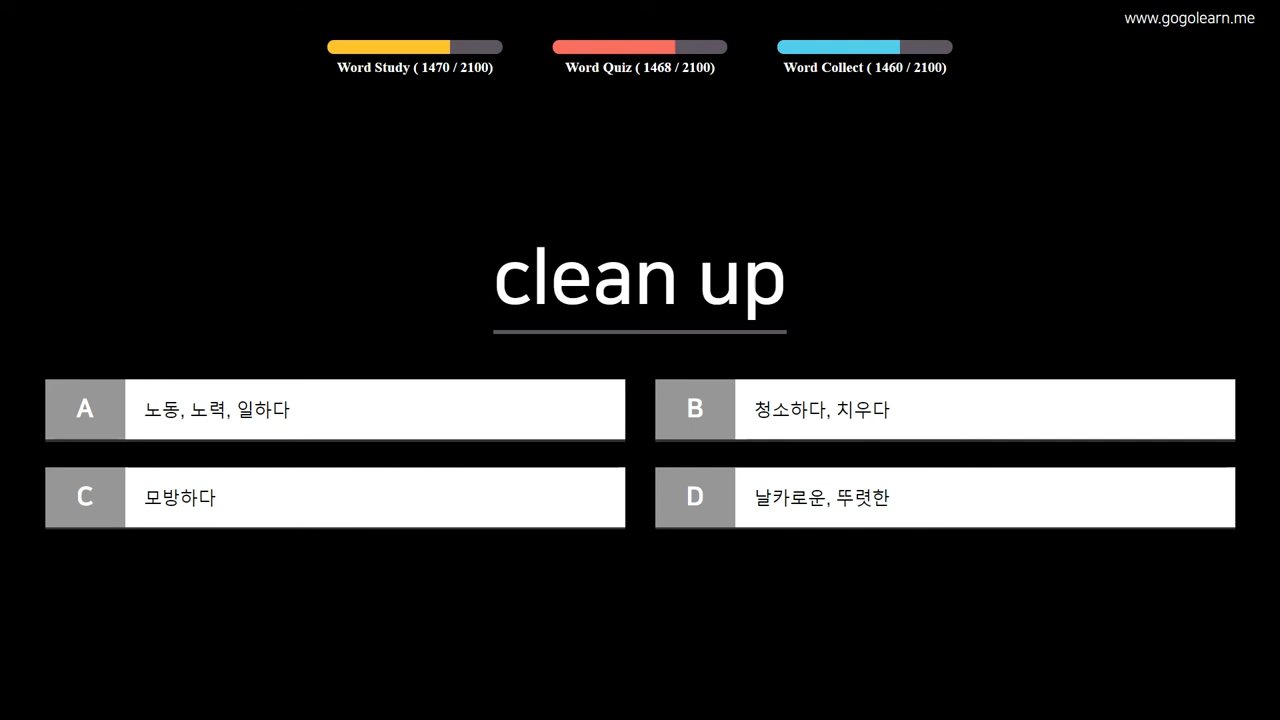 www.gogolearn.me
Word Study ( 1470 / 2100)
Word Quiz ( 1468 / 2100)
Word Collect ( 1460 / 2100)
clean up
A 노동, 노력, 일하다
B 청소하다, 치우다
C 모방하다
D 날카로운, 뚜렷한